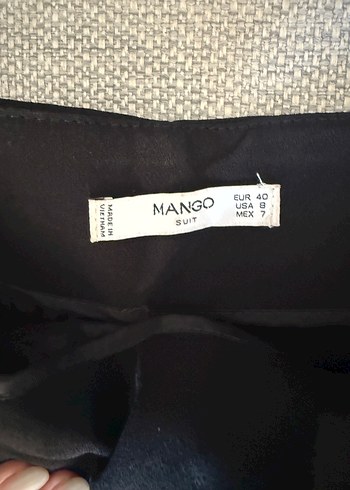 MADE IN
VIETNAM
MANGO
SUIT
EUR 40
USA 8
MEX 7